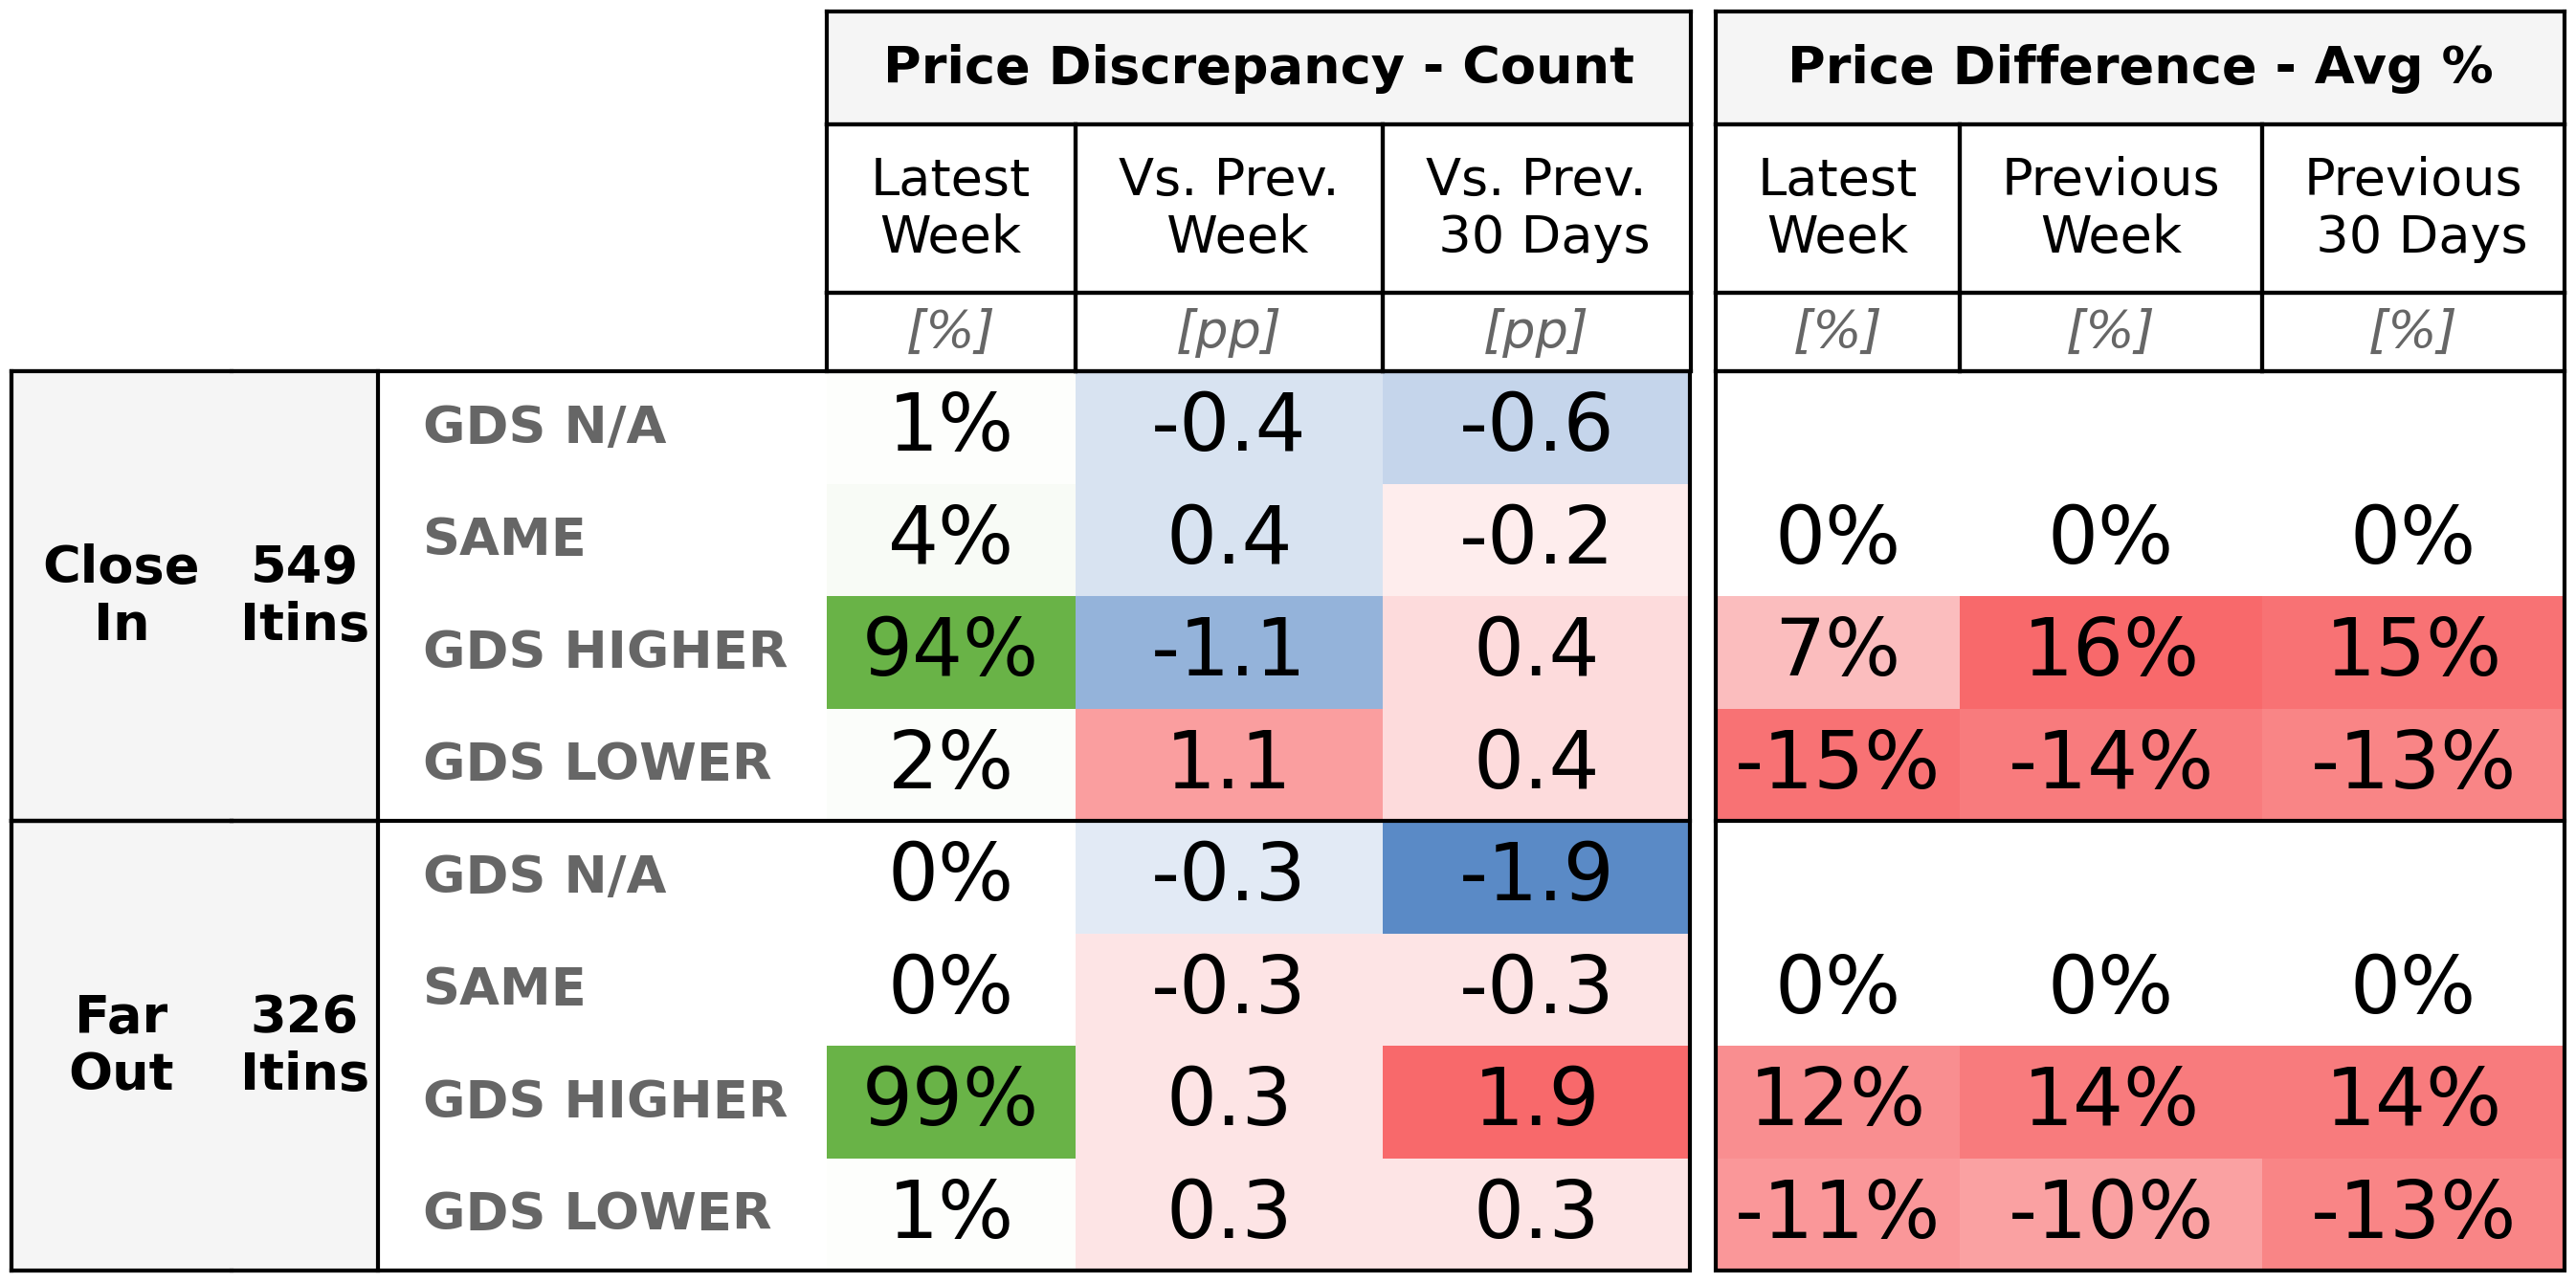 Price Discrepancy - Count Price Difference - Avg %
Latest Week Vs. Prev. Week Vs. Prev. 30 Days Latest Week Previous Week Previous 30 Days
[%] [pp] [pp] [%] [%] [%]
Close In 549 Itins
GDS N/A 1% -0.4 -0.6
SAME 4% 0.4 -0.2 0% 0% 0%
GDS HIGHER 94% -1.1 0.4 7% 16% 15%
GDS LOWER 2% 1.1 0.4 -15% -14% -13%
Far Out 326 Itins
GDS N/A 0% -0.3 -1.9
SAME 0% -0.3 -0.3 0% 0% 0%
GDS HIGHER 99% 0.3 1.9 12% 14% 14%
GDS LOWER 1% 0.3 0.3 -11% -10% -13%